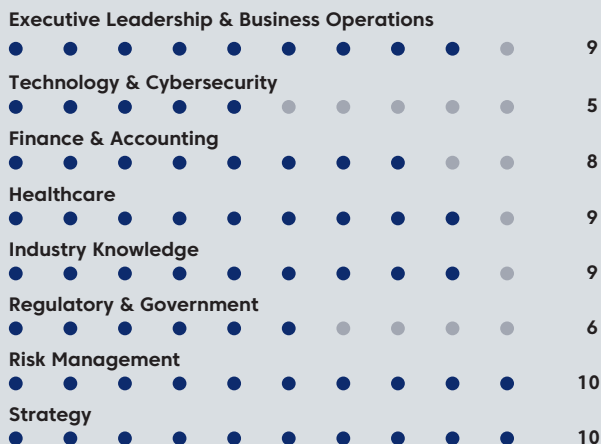 Executive Leadership & Business Operations
9
Technology & Cybersecurity
5
Finance & Accounting
8
Healthcare
9
Industry Knowledge
9
Regulatory & Government
6
Risk Management
10
Strategy
10